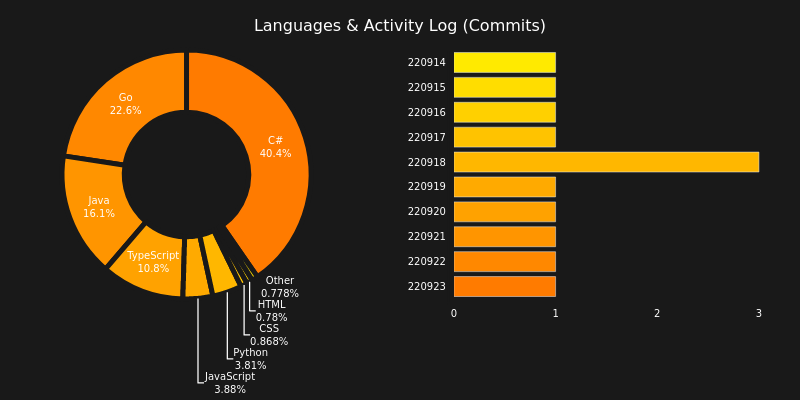 Languages & Activity Log (Commits)
Go
22.6%
C#
40.4%
Java
16.1%
TypeScript
10.8%
Other
0.778%
HTML
0.78%
CSS
0.868%
Python
3.81%
JavaScript
3.88%
220914
220915
220916
220917
220918
220919
220920
220921
220922
220923
0 1 2 3